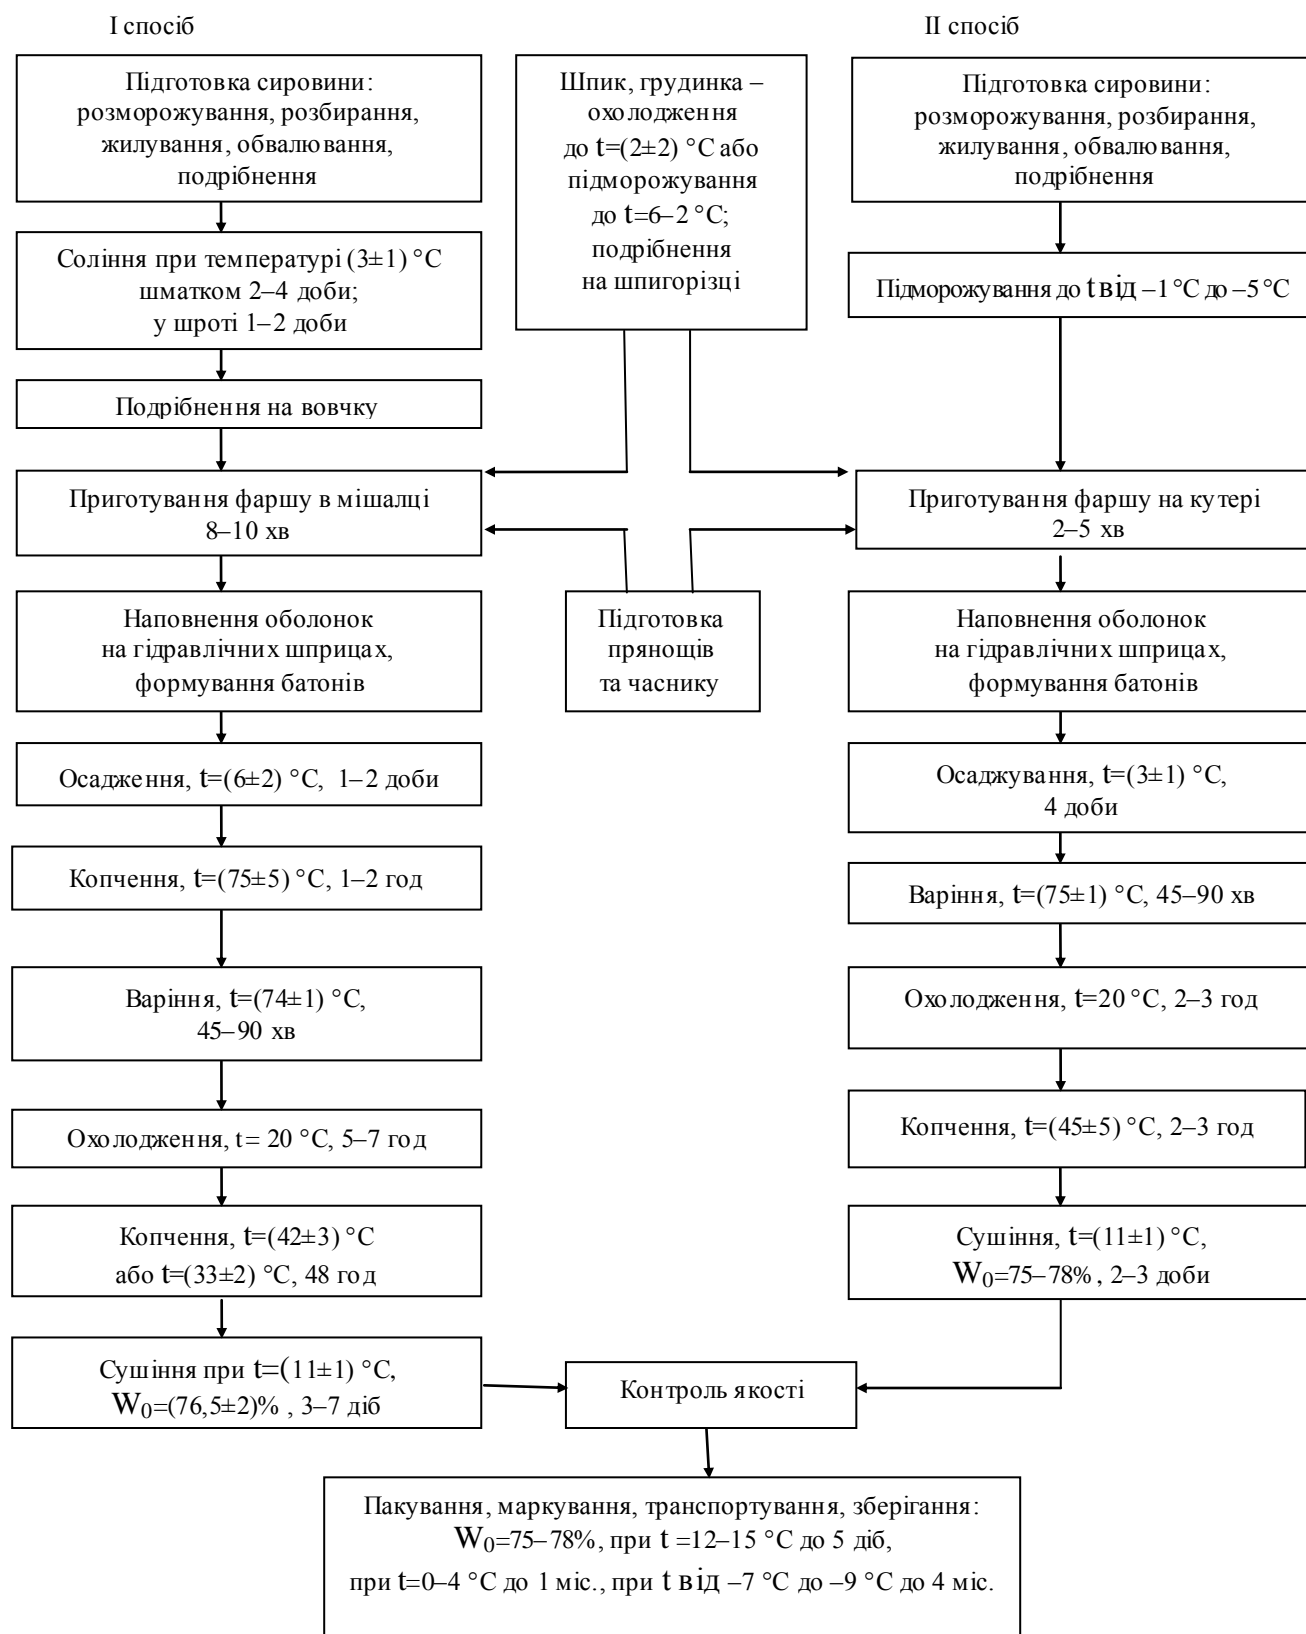 І спосіб
ІІ спосіб
Підготовка сировини:
розморожування, розбирання,
жилування, обвалювання,
подрібнення
Соління при температурі (3±1) °С
шматком 2–4 доби;
у шроті 1–2 доби
Подрібнення на вовчку
Приготування фаршу в мішалці
8–10 хв
Наповнення оболонок
на гідравлічних шприцах,
формування батонів
Осадження, t=(6±2) °С, 1–2 доби
Копчення, t=(75±5) °С, 1–2 год
Варіння, t=(74±1) °С,
45–90 хв
Охолодження, t= 20 °С, 5–7 год
Копчення, t=(42±3) °С
або t=(33±2) °С, 48 год
Сушіння при t=(11±1) °С,
W0=(76,5±2)% , 3–7 діб
Шпик, грудинка –
охолодження
до t=(2±2) °С або
підморожування
до t=6–2 °С;
подрібнення
на шпигорізці
Підготовка
прянощів
та часнику
Підготовка сировини:
розморожування, розбирання,
жилування, обвалювання,
подрібнення
Підморожування до t від –1 °С до –5 °С
Приготування фаршу на кутері
2–5 хв
Наповнення оболонок
на гідравлічних шприцах,
формування батонів
Осаджування, t=(3±1) °С,
4 доби
Варіння, t=(75±1) °С, 45–90 хв
Охолодження, t=20 °С, 2–3 год
Копчення, t=(45±5) °С, 2–3 год
Сушіння, t=(11±1) °С,
W0=75–78% , 2–3 доби
Контроль якості
Пакування, маркування, транспортування, зберігання:
W0=75–78%, при t =12–15 °С до 5 діб,
при t=0–4 °С до 1 міс., при t від –7 °С до –9 °С до 4 міс.